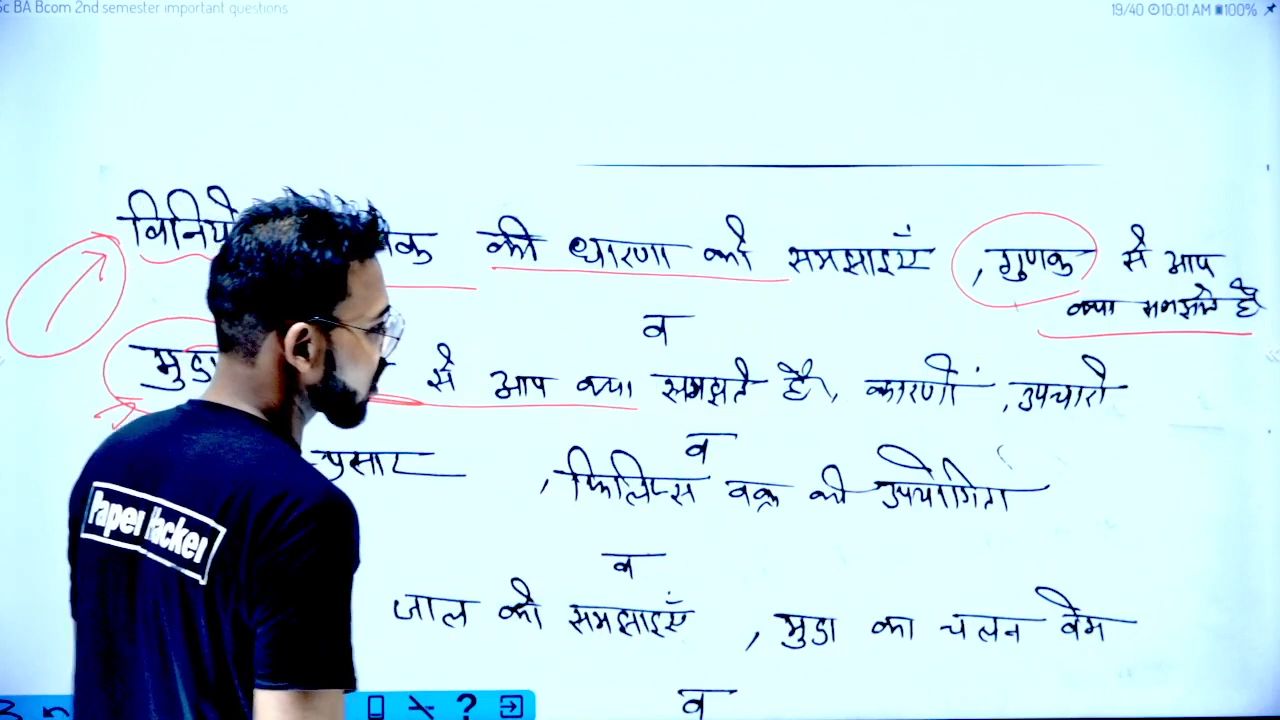 Sc BA Bcom 2nd semester important questions
19/40 10:01 AM 100%
की धारणा को समझाइएँ , गुणक से आप
क्या समझते है
व
से आप क्या समझते है, कारणों , उपचारो
व
, फिलिप्स वक्र की उपयोगिता
Paper Hacker
व
जाल को समझाइएँ , मुद्रा का चलन वेग
व